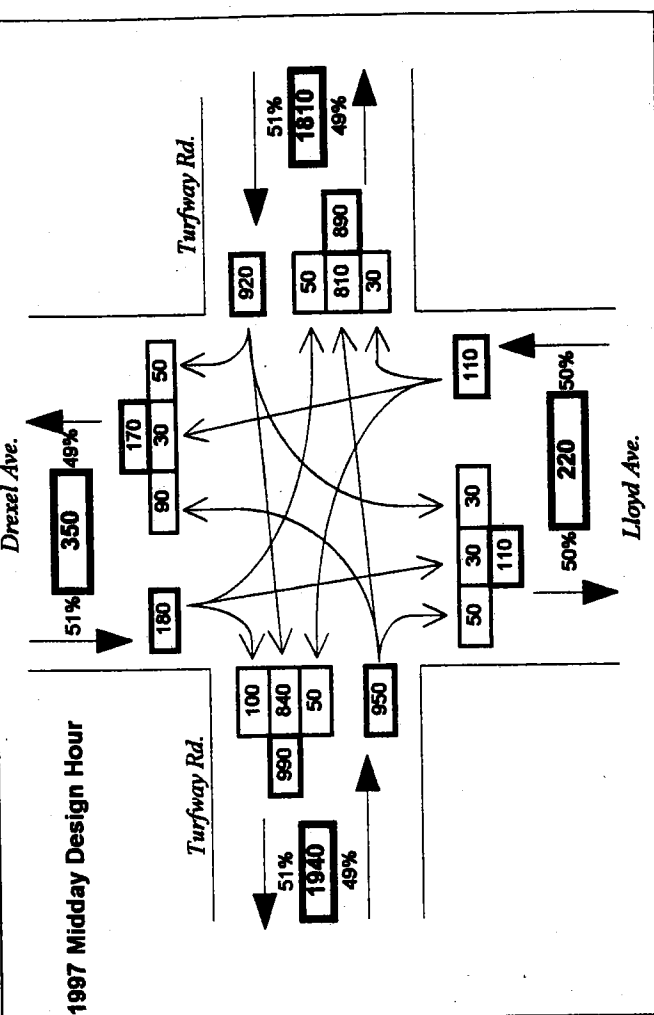 Drexel Ave.
1997 Midday Design Hour
51% 350 49%
170
180 90 30 50
Turfway Rd.
Turfway Rd.
920
51%
1940
49%
100
990 840
50
950
50
810 890
30
51%
1810
49%
50 30 30 110
110
50% 220 50%
Lloyd Ave.